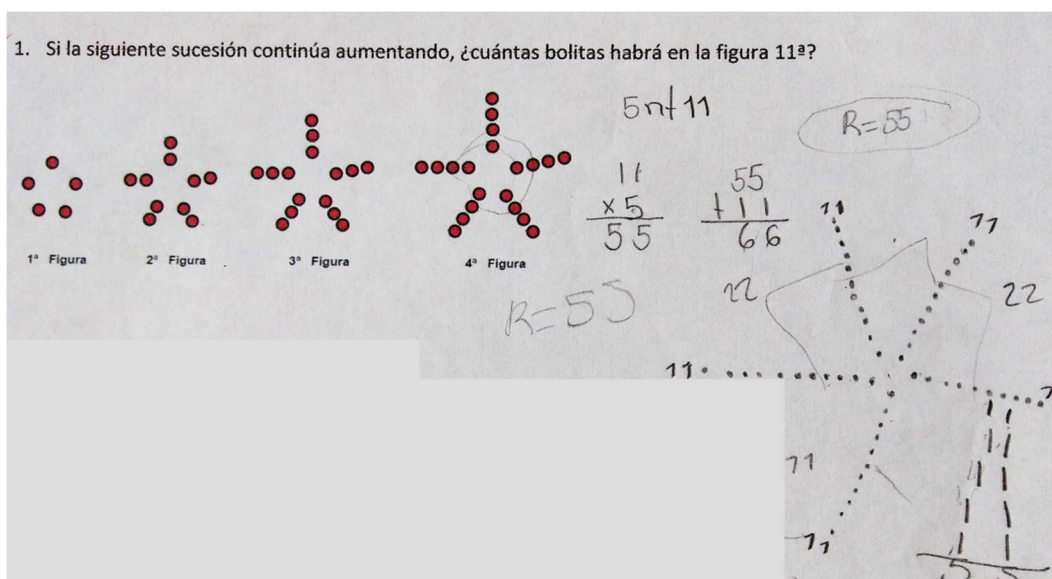 1. Si la siguiente sucesión continúa aumentando, ¿cuántas bolitas habrá en la figura 11ª?
5n+11
R=55
11
x5
55
55
+11
66
1ª Figura
2ª Figura
3ª Figura
4ª Figura
R=55
11
11
22
22
11
11
11